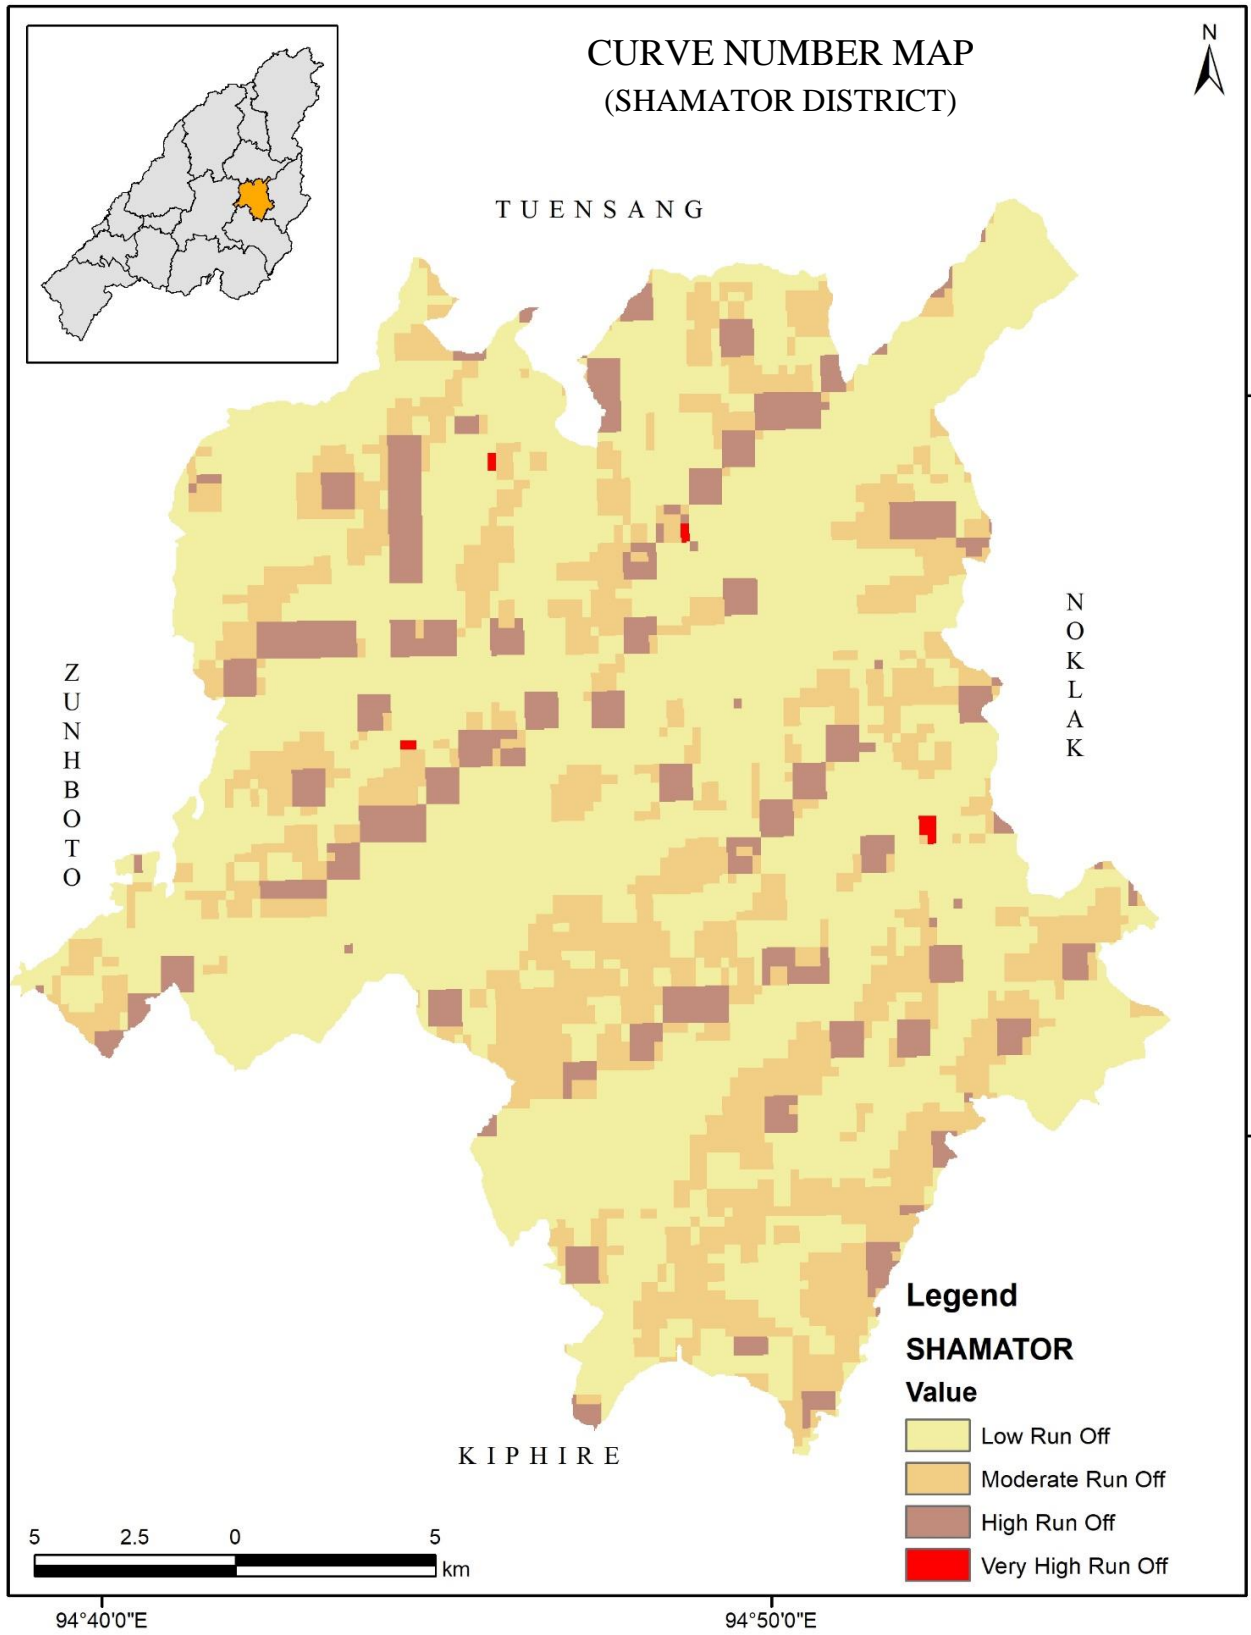 CURVE NUMBER MAP
(SHAMATOR DISTRICT)
N
TUENSANG
ZUNHBOTO
NOKLAK
KIPHIRE
Legend
SHAMATOR
Value
Low Run Off
Moderate Run Off
High Run Off
Very High Run Off
5 2.5 0 5
km
94°40'0"E 94°50'0"E